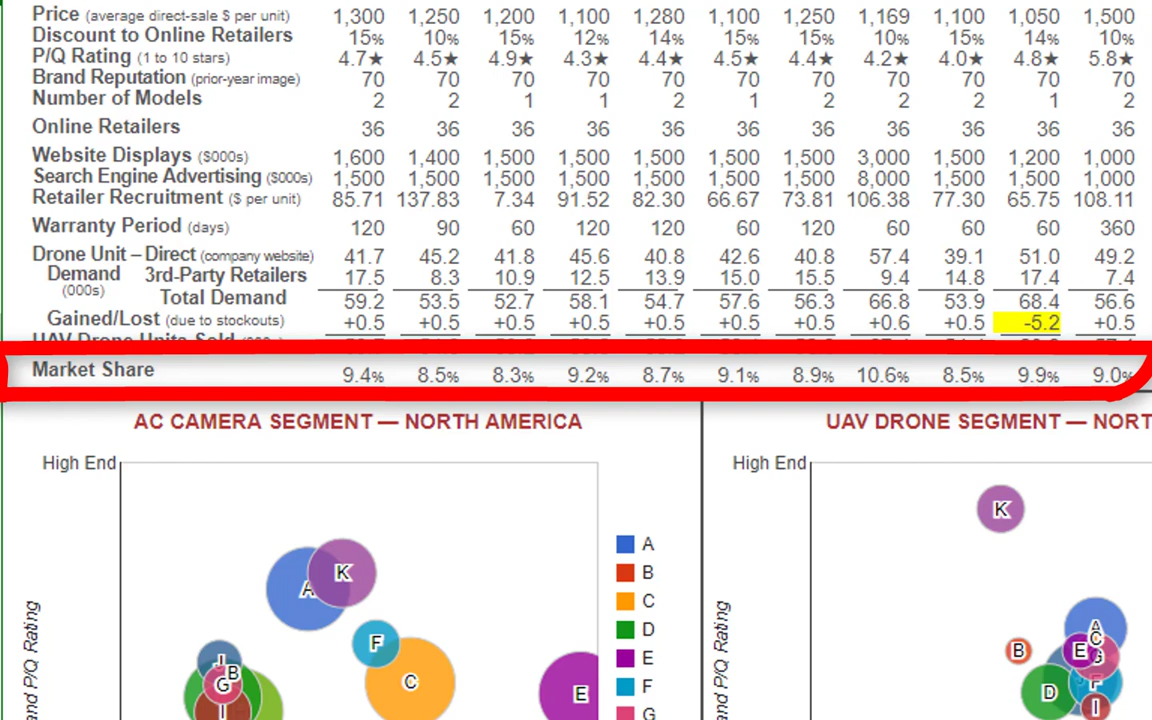 Price (average direct-sale $ per unit) 1,300 1,250 1,200 1,100 1,280 1,100 1,250 1,169 1,100 1,050 1,500
Discount to Online Retailers 15% 10% 15% 12% 14% 15% 15% 10% 15% 14% 10%
P/Q Rating (1 to 10 stars) 4.7★ 4.5★ 4.9★ 4.3★ 4.4★ 4.5★ 4.4★ 4.2★ 4.0★ 4.8★ 5.8★
Brand Reputation (prior-year image) 70 70 70 70 70 70 70 70 70 70 70
Number of Models 2 2 1 1 2 1 2 2 2 1 2
Online Retailers 36 36 36 36 36 36 36 36 36 36 36
Website Displays ($000s) 1,600 1,400 1,500 1,500 1,500 1,500 1,500 3,000 1,500 1,200 1,000
Search Engine Advertising ($000s) 1,500 1,500 1,500 1,500 1,500 1,500 1,500 8,000 1,500 1,500 1,000
Retailer Recruitment ($ per unit) 85.71 137.83 7.34 91.52 82.30 66.67 73.81 106.38 77.30 65.75 108.11
Warranty Period (days) 120 90 60 120 120 60 120 60 60 60 360
Drone Unit – Direct (company website) 41.7 45.2 41.8 45.6 40.8 42.6 40.8 57.4 39.1 51.0 49.2
Demand 3rd-Party Retailers 17.5 8.3 10.9 12.5 13.9 15.0 15.5 9.4 14.8 17.4 7.4
(000s) Total Demand 59.2 53.5 52.7 58.1 54.7 57.6 56.3 66.8 53.9 68.4 56.6
Gained/Lost (due to stockouts) +0.5 +0.5 +0.5 +0.5 +0.5 +0.5 +0.5 +0.6 +0.5 -5.2 +0.5
UAV Drone Units Sold
Market Share 9.4% 8.5% 8.3% 9.2% 8.7% 9.1% 8.9% 10.6% 8.5% 9.9% 9.0%
AC CAMERA SEGMENT — NORTH AMERICA
UAV DRONE SEGMENT — NORT
High End
High End
K
A
K
A
B
C
D
E
F
G
F
C
E
J
B
G
I
and P/Q Rating
and P/Q Rating
A
C
B
E
G
D
F
I